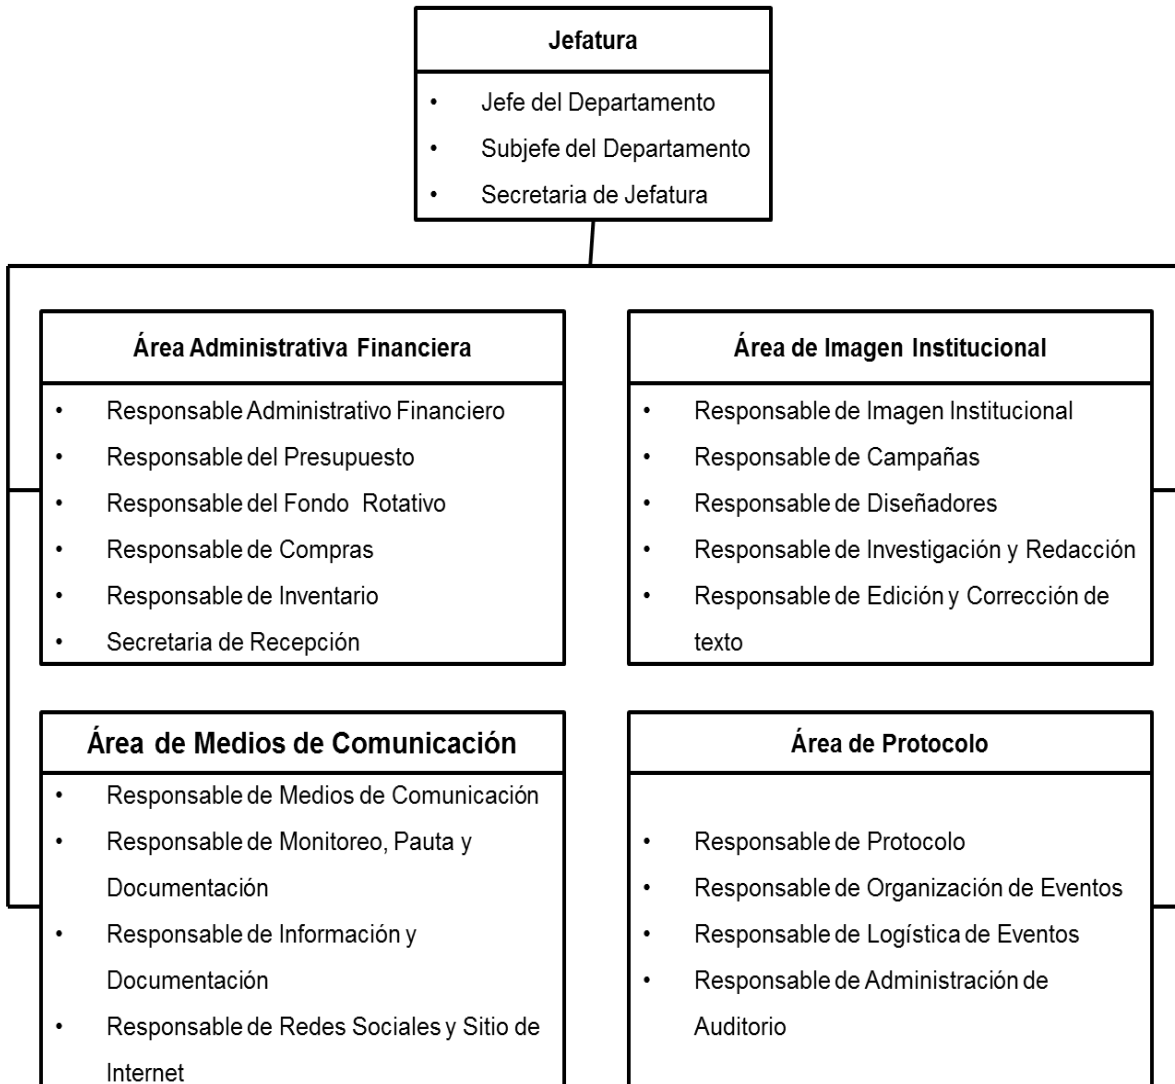 Jefatura
• Jefe del Departamento
• Subjefe del Departamento
• Secretaria de Jefatura
Área Administrativa Financiera
• Responsable Administrativo Financiero
• Responsable del Presupuesto
• Responsable del Fondo Rotativo
• Responsable de Compras
• Responsable de Inventario
• Secretaria de Recepción
Área de Imagen Institucional
• Responsable de Imagen Institucional
• Responsable de Campañas
• Responsable de Diseñadores
• Responsable de Investigación y Redacción
• Responsable de Edición y Corrección de
texto
Área de Medios de Comunicación
• Responsable de Medios de Comunicación
• Responsable de Monitoreo, Pauta y
Documentación
• Responsable de Información y
Documentación
• Responsable de Redes Sociales y Sitio de
Internet
Área de Protocolo
• Responsable de Protocolo
• Responsable de Organización de Eventos
• Responsable de Logística de Eventos
• Responsable de Administración de
Auditorio